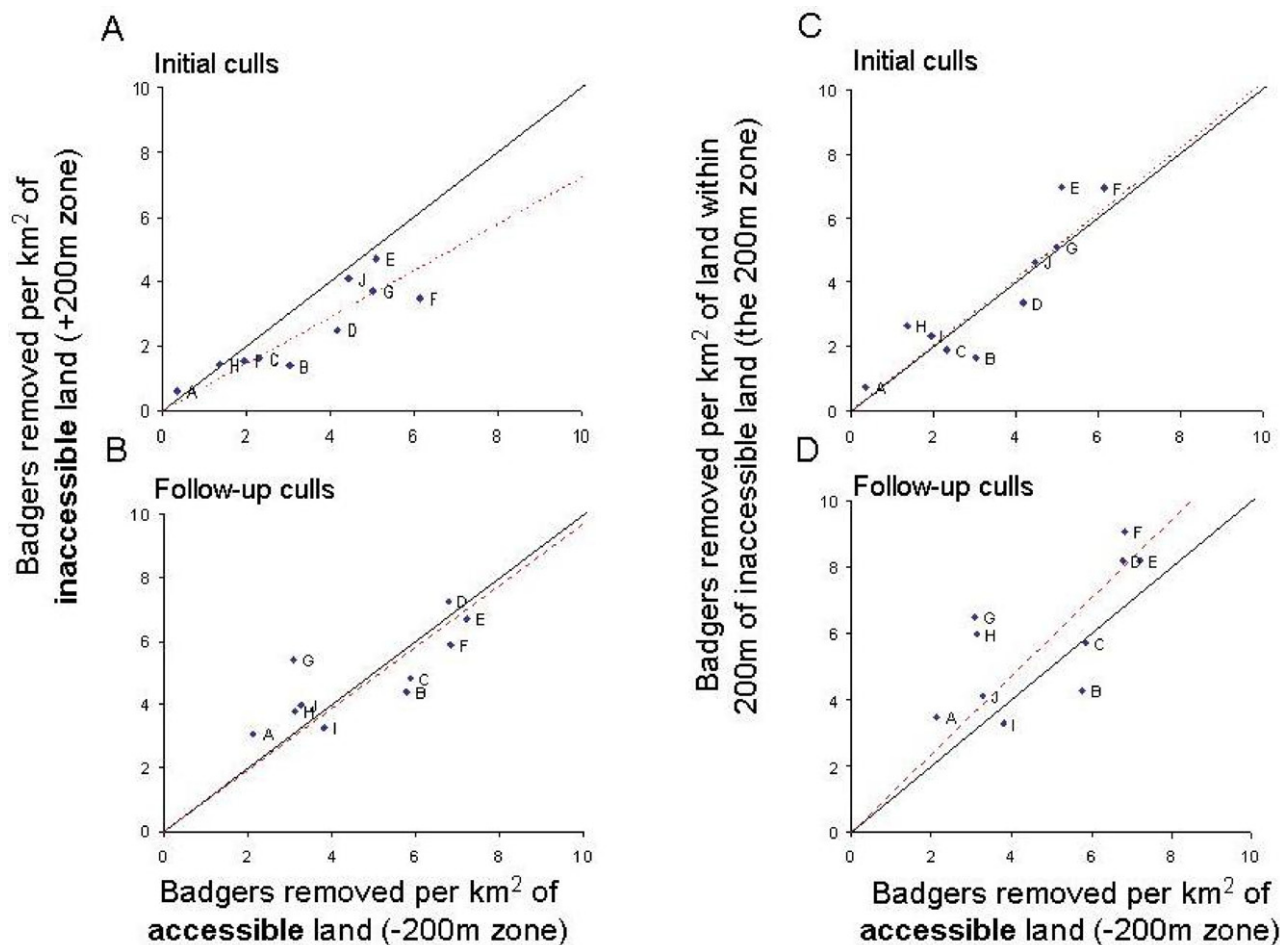 A
Initial culls
10
8
6
4
2
0
E
J
G
F
D
C
H
I
B
A
0
2
4
6
8
10
B
Follow-up culls
10
8
6
4
2
0
D
E
F
G
C
B
J
H
I
A
0
2
4
6
8
10
Badgers removed per km² of
inaccessible land (+200m zone)
Badgers removed per km² of
accessible land (-200m zone)
C
Initial culls
10
8
6
4
2
0
E
F
G
J
D
H
I
C
B
A
0
2
4
6
8
10
D
Follow-up culls
10
8
6
4
2
0
F
D
E
G
H
C
B
J
A
I
0
2
4
6
8
10
Badgers removed per km² of land within
200m of inaccessible land (the 200m zone)
Badgers removed per km² of
accessible land (-200m zone)